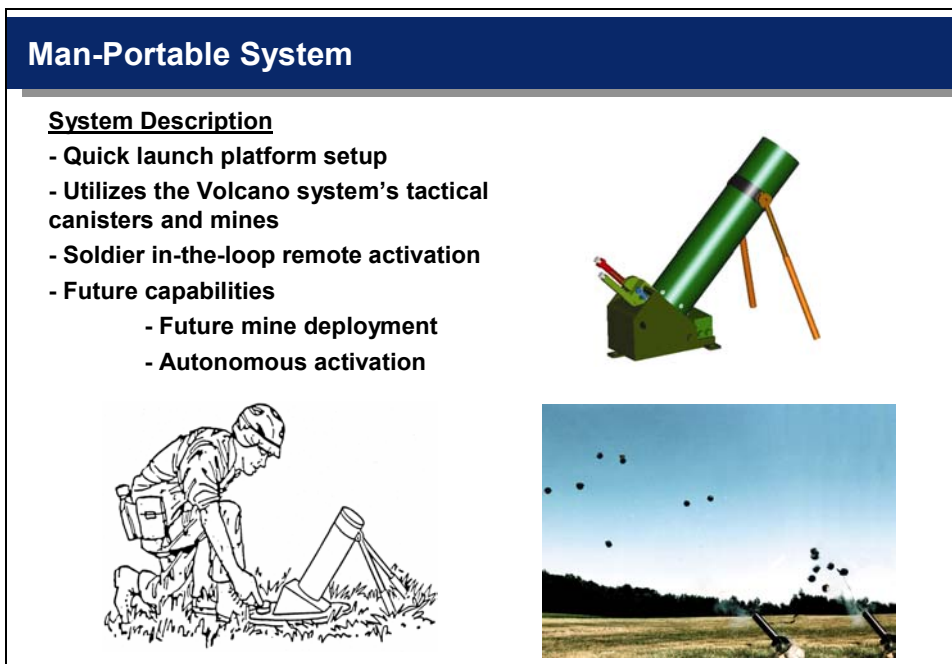 Man-Portable System
System Description
- Quick launch platform setup
- Utilizes the Volcano system’s tactical
canisters and mines
- Soldier in-the-loop remote activation
- Future capabilities
- Future mine deployment
- Autonomous activation